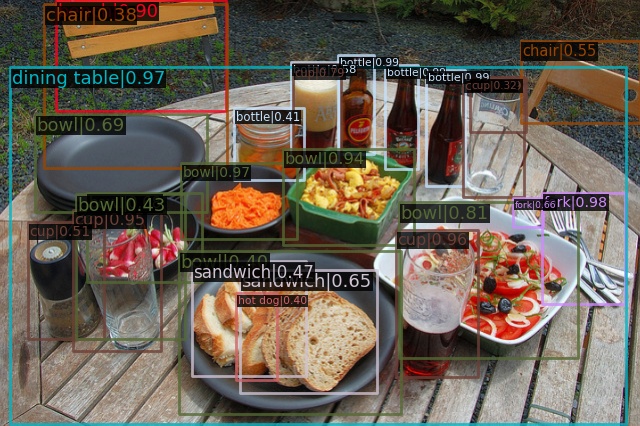 0.90
chair|0.38
chair|0.55
bottle|0.99
dining table|0.97
cup|0.79
bottle|0.99
cup|0.32
bottle|0.41
bowl|0.69
bowl|0.94
bowl|0.97
fork|0.98
fork|0.66
bowl|0.43
bowl|0.81
cup|0.95
cup|0.51
cup|0.96
bowl|0.40
sandwich|0.47
sandwich|0.65
hot dog|0.40